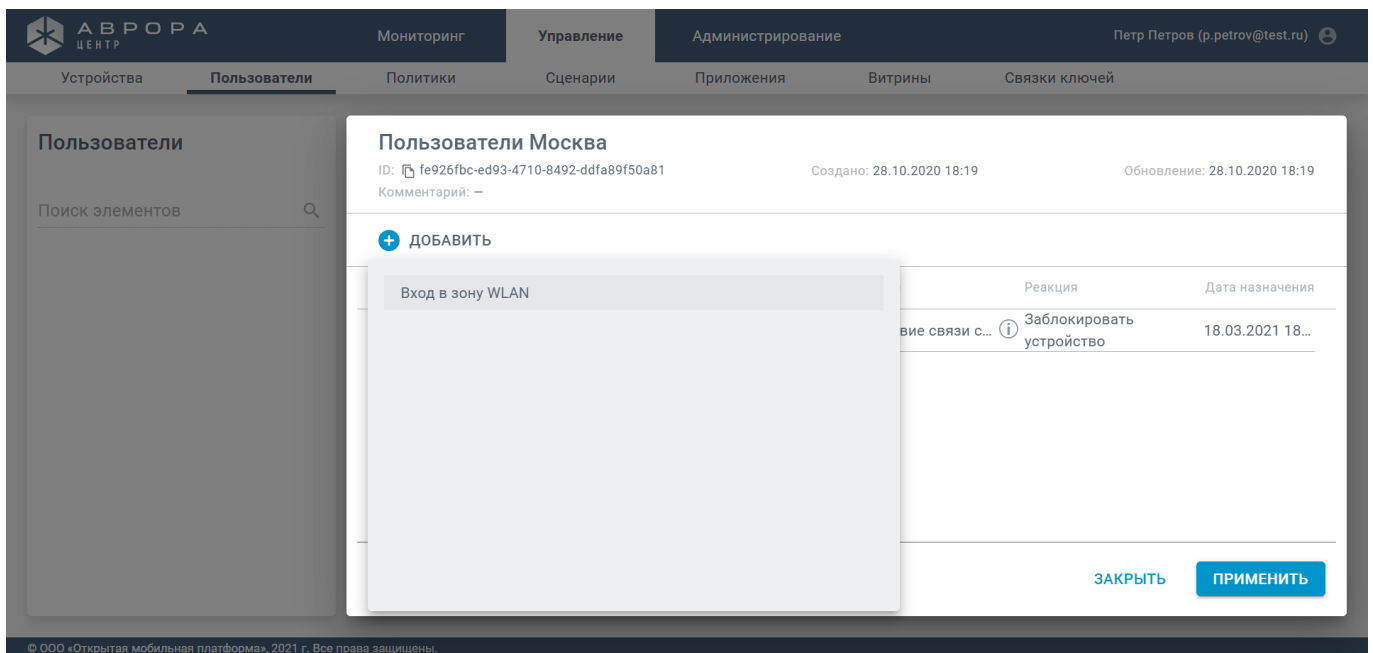 АВРОРА
ЦЕНТР
Мониторинг
Управление
Администрирование
Петр Петров (p.petrov@test.ru)
Устройства
Пользователи
Политики
Сценарии
Приложения
Витрины
Связки ключей
Пользователи
Поиск элементов
Пользователи Москва
ID: fe926fbc-ed93-4710-8492-ddfa89f50a81
Создано: 28.10.2020 18:19
Обновление: 28.10.2020 18:19
Комментарий: —
ДОБАВИТЬ
Вход в зону WLAN
Реакция
Дата назначения
вие связи с...
Заблокировать
устройство
18.03.2021 18...
ЗАКРЫТЬ
ПРИМЕНИТЬ
© ООО «Открытая мобильная платформа», 2021 г. Все права защищены.